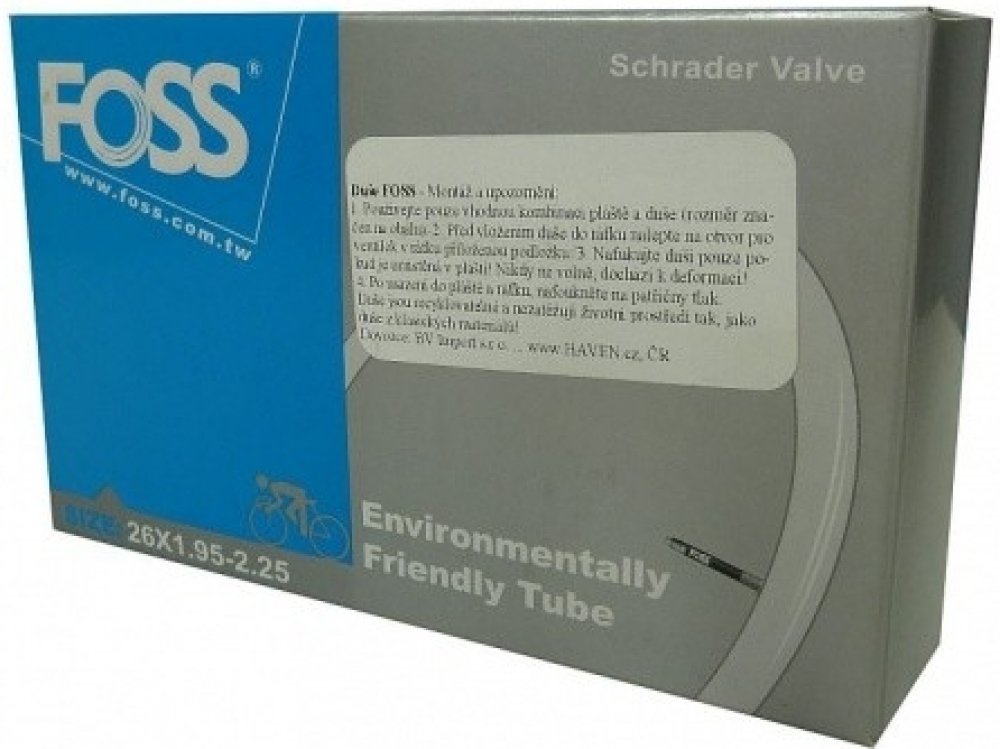 FOSS®
www.foss.com.tw
Schrader Valve
Duše FOSS - Montáž a upozornění:
1. Používejte pouze vhodnou kombinaci pláště a duše (rozměr zna-
čen na obalu). 2. Před vložením duše do ráfku nalepte na otvor pro
ventilek v ráfku přiloženou podložku. 3. Nafukujte duši pouze po-
kud je umístěna v plášti! Nikdy ne volně, dochází k deformaci!
4. Po usazení do pláště a ráfku, nafoukněte na patřičný tlak.
Duše jsou recyklovatelné a nezatěžují životní prostředí tak, jako
duše z klasických materiálů!
Dovozce: s.r.o. ... www.HAVEN.cz, ČR
SIZE: 26X1.95-2.25
Environmentally
Friendly Tube
FOSS